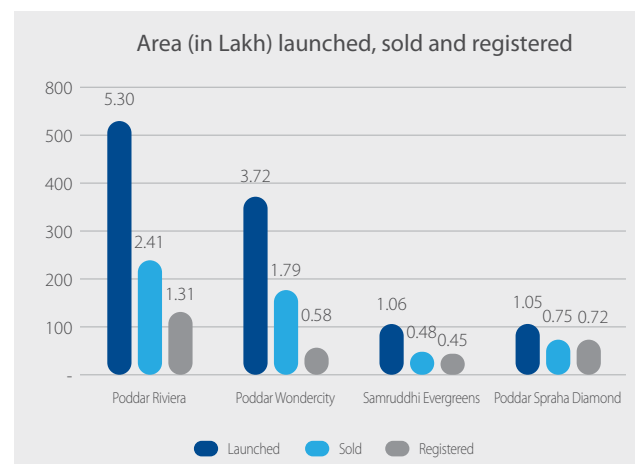 Area (in Lakh) launched, sold and registered
800
500
400
300
200
100
-
5.30
2.41
1.31
3.72
1.79
0.58
1.06
0.48
0.45
1.05
0.75
0.72
Poddar Riviera
Poddar Wondercity
Samruddhi Evergreens
Poddar Spraha Diamond
Launched
Sold
Registered